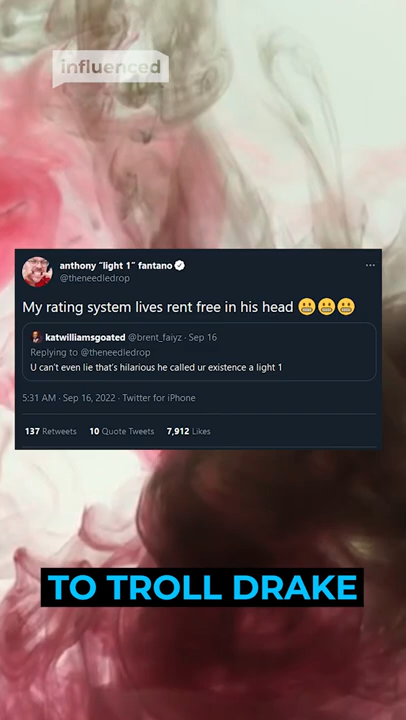 influenced
anthony "light 1" fantano
@theneedledrop
My rating system lives rent free in his head 😬😬😬
katwilliamsgoated @brent_faiyz · Sep 16
Replying to @theneedledrop
U can't even lie that's hilarious he called ur existence a light 1
5:31 AM · Sep 16, 2022 · Twitter for iPhone
137 Retweets 10 Quote Tweets 7,912 Likes
TO TROLL DRAKE